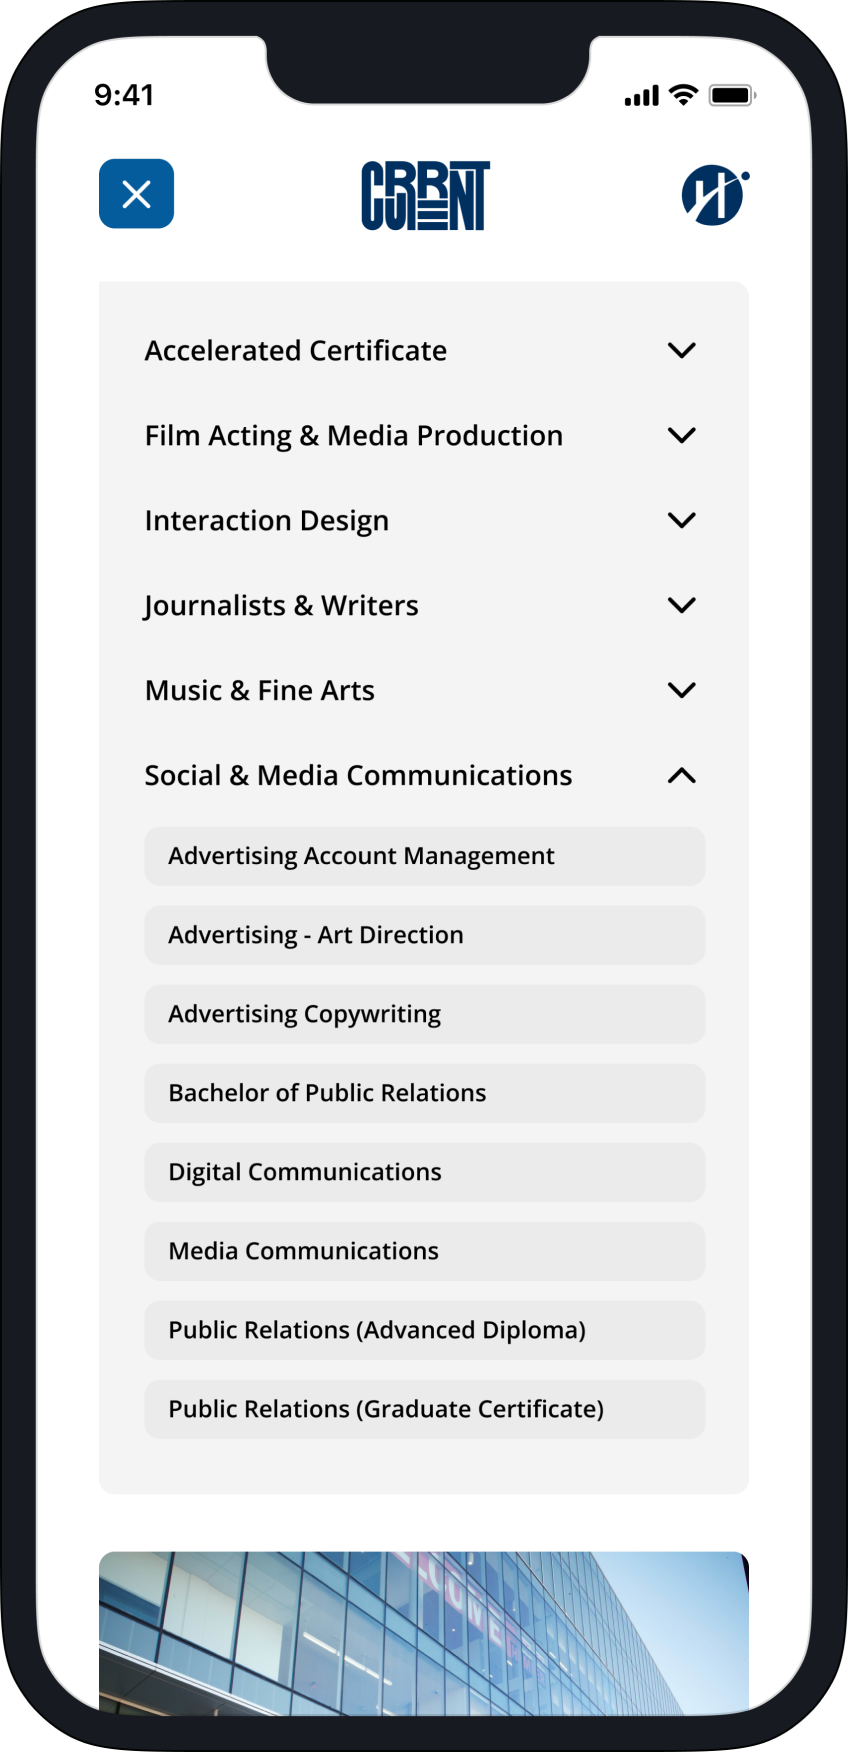 9:41
CURRENT
H
Accelerated Certificate
Film Acting & Media Production
Interaction Design
Journalists & Writers
Music & Fine Arts
Social & Media Communications
Advertising Account Management
Advertising - Art Direction
Advertising Copywriting
Bachelor of Public Relations
Digital Communications
Media Communications
Public Relations (Advanced Diploma)
Public Relations (Graduate Certificate)